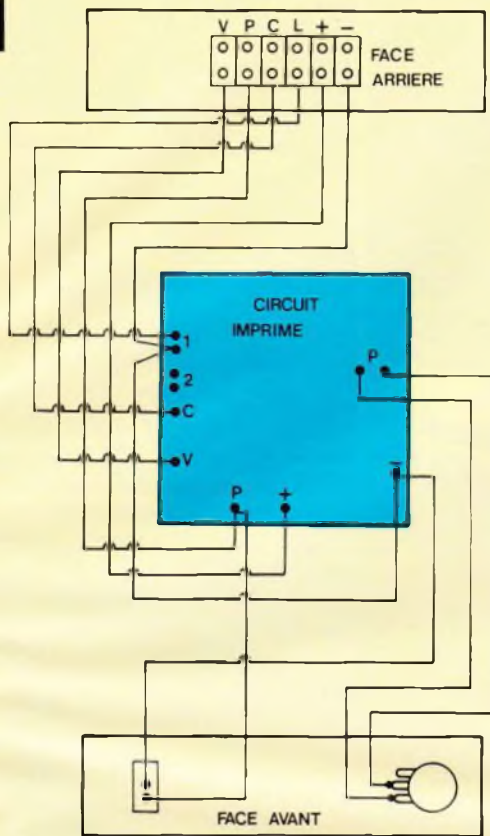 V P C L + −
FACE
ARRIERE
CIRCUIT
IMPRIME
1
2
C
V
P
P +
−
FACE AVANT